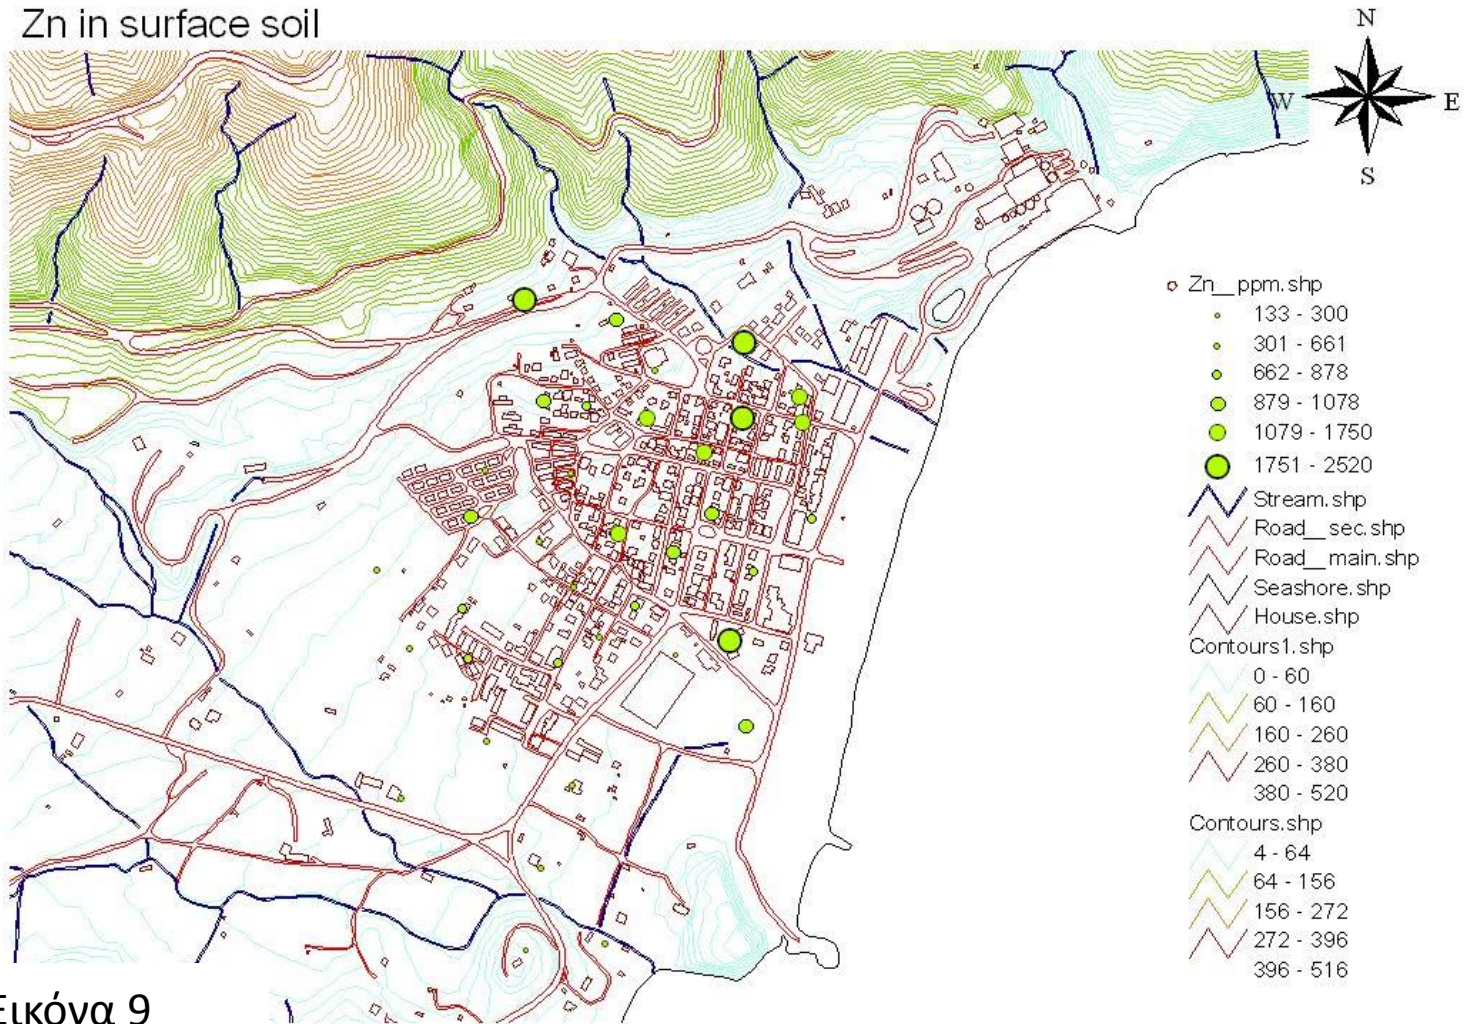 Zn in surface soil
N
W
E
S
Zn__ppm.shp
133 - 300
301 - 661
662 - 878
879 - 1078
1079 - 1750
1751 - 2520
Stream.shp
Road__sec.shp
Road__main.shp
Seashore.shp
House.shp
Contours1.shp
0 - 60
60 - 160
160 - 260
260 - 380
380 - 520
Contours.shp
4 - 64
64 - 156
156 - 272
272 - 396
396 - 516
Εικόνα 9